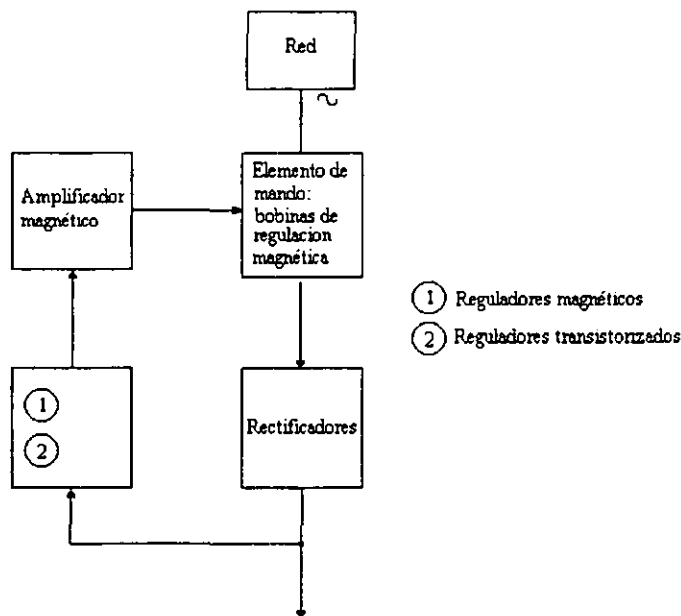 Red
~
Amplificador
magnético
Elemento de
mando:
bobinas de
regulacion
magnética
1 Reguladores magnéticos
2 Reguladores transistorizados
1
2
Rectificadores